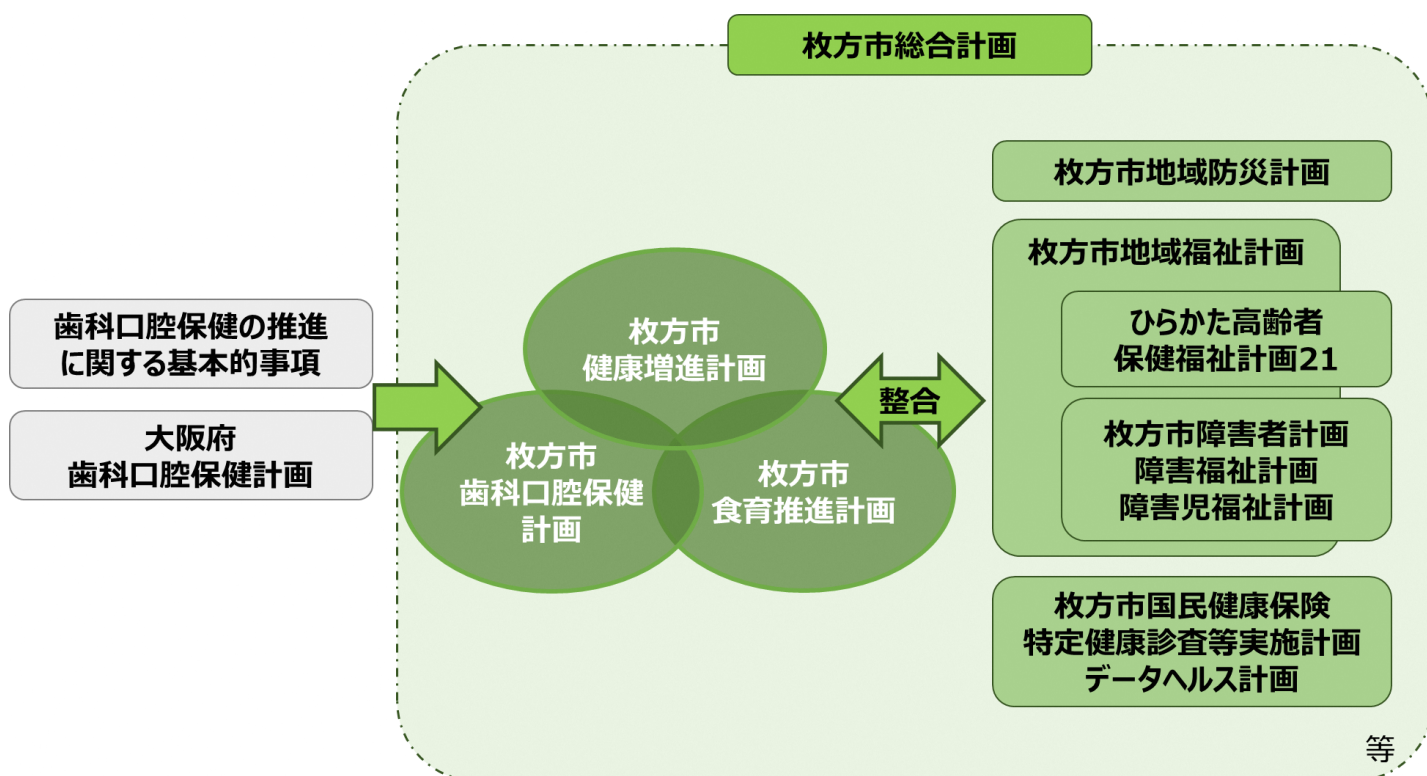 枚方市総合計画
歯科口腔保健の推進
に関する基本的事項
大阪府
歯科口腔保健計画
枚方市
健康増進計画
枚方市
歯科口腔保健
計画
枚方市
食育推進計画
整合
枚方市地域防災計画
枚方市地域福祉計画
ひらかた高齢者
保健福祉計画21
枚方市障害者計画
障害福祉計画
障害児福祉計画
枚方市国民健康保険
特定健康診査等実施計画
データヘルス計画
等